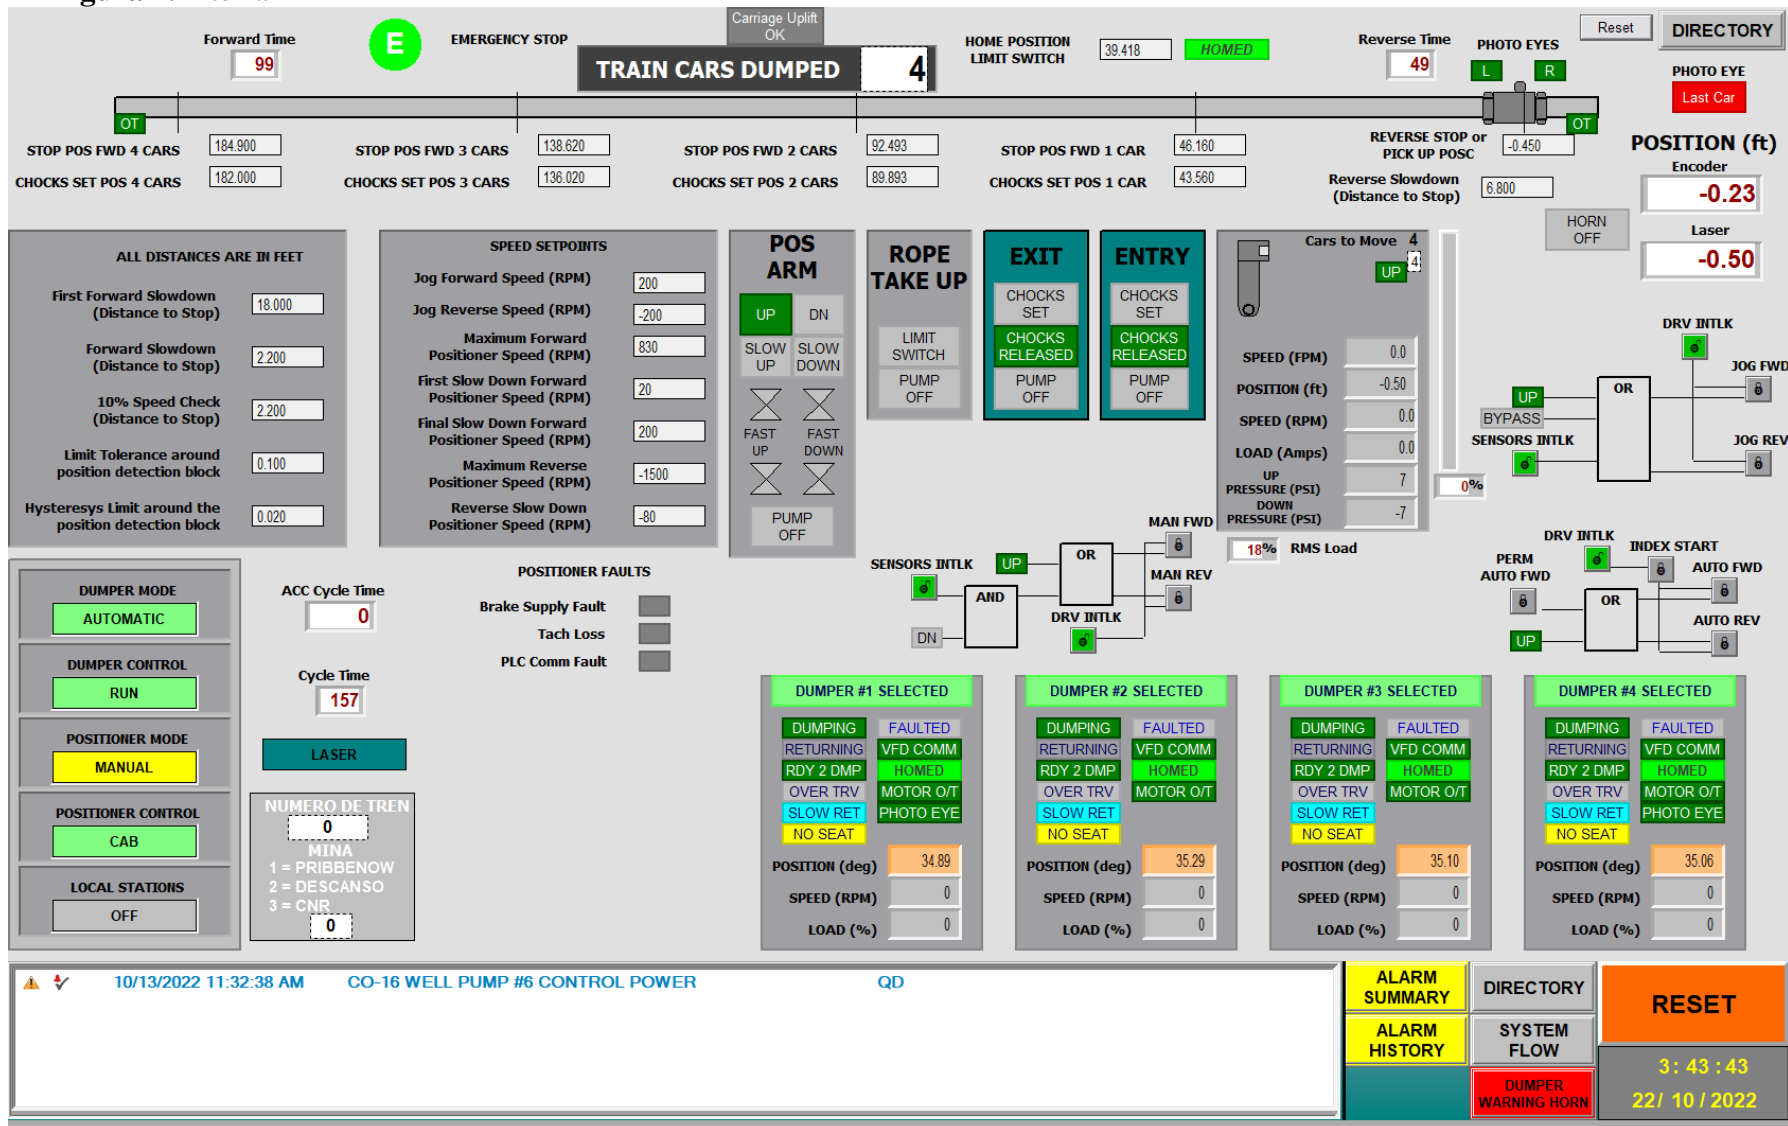 Carriage Uplift
OK
Forward Time
99
E
EMERGENCY STOP
TRAIN CARS DUMPED 4
HOME POSITION
LIMIT SWITCH
39.418
HOMED
Reverse Time
49
PHOTO EYES
L R
Reset
DIRECTORY
PHOTO EYE
Last Car
OT
OT
STOP POS FWD 4 CARS 184.900
STOP POS FWD 3 CARS 138.620
STOP POS FWD 2 CARS 92.493
STOP POS FWD 1 CAR 46.160
REVERSE STOP or
PICK UP POSC
-0.450
CHOCKS SET POS 4 CARS 182.000
CHOCKS SET POS 3 CARS 136.020
CHOCKS SET POS 2 CARS 89.893
CHOCKS SET POS 1 CAR 43.560
Reverse Slowdown
(Distance to Stop)
6.800
POSITION (ft)
Encoder
-0.23
Laser
-0.50
HORN
OFF
ALL DISTANCES ARE IN FEET
First Forward Slowdown
(Distance to Stop)
18.000
Forward Slowdown
(Distance to Stop)
2.200
10% Speed Check
(Distance to Stop)
2.200
Limit Tolerance around
position detection block
0.100
Hysteresys Limit around the
position detection block
0.020
SPEED SETPOINTS
Jog Forward Speed (RPM) 200
Jog Reverse Speed (RPM) -200
Maximum Forward
Positioner Speed (RPM)
830
First Slow Down Forward
Positioner Speed (RPM)
20
Final Slow Down Forward
Positioner Speed (RPM)
200
Maximum Reverse
Positioner Speed (RPM)
-1500
Reverse Slow Down
Positioner Speed (RPM)
-80
POS
ARM
UP DN
SLOW
UP
SLOW
DOWN
FAST
UP
FAST
DOWN
PUMP
OFF
ROPE
TAKE UP
LIMIT
SWITCH
PUMP
OFF
EXIT
CHOCKS
SET
CHOCKS
RELEASED
PUMP
OFF
ENTRY
CHOCKS
SET
CHOCKS
RELEASED
PUMP
OFF
Cars to Move 4
4
UP
SPEED (FPM) 0.0
POSITION (ft) -0.50
SPEED (RPM) 0.0
LOAD (Amps) 0.0
UP
PRESSURE (PSI)
7
DOWN
PRESSURE (PSI)
-7
0%
18% RMS Load
DRV INTLK
JOG FWD
UP
BYPASS
OR
SENSORS INTLK
JOG REV
MAN FWD
SENSORS INTLK
UP
OR
MAN REV
AND
DRV INTLK
DN
DRV INTLK
INDEX START
PERM
AUTO FWD
AUTO FWD
OR
AUTO REV
UP
DUMPER MODE
AUTOMATIC
DUMPER CONTROL
RUN
POSITIONER MODE
MANUAL
POSITIONER CONTROL
CAB
LOCAL STATIONS
OFF
ACC Cycle Time
0
Cycle Time
157
LASER
NUMERO DE TREN
0
MINA
1 = PRIBBENOW
2 = DESCANSO
3 = CNR
0
POSITIONER FAULTS
Brake Supply Fault
Tach Loss
PLC Comm Fault
DUMPER #1 SELECTED
DUMPING FAULTED
RETURNING VFD COMM
RDY 2 DMP HOMED
OVER TRV MOTOR O/T
SLOW RET PHOTO EYE
NO SEAT
POSITION (deg) 34.89
SPEED (RPM) 0
LOAD (%) 0
DUMPER #2 SELECTED
DUMPING FAULTED
RETURNING VFD COMM
RDY 2 DMP HOMED
OVER TRV MOTOR O/T
SLOW RET
NO SEAT
POSITION (deg) 35.29
SPEED (RPM) 0
LOAD (%) 0
DUMPER #3 SELECTED
DUMPING FAULTED
RETURNING VFD COMM
RDY 2 DMP HOMED
OVER TRV MOTOR O/T
SLOW RET
NO SEAT
POSITION (deg) 35.10
SPEED (RPM) 0
LOAD (%) 0
DUMPER #4 SELECTED
DUMPING FAULTED
RETURNING VFD COMM
RDY 2 DMP HOMED
OVER TRV MOTOR O/T
SLOW RET PHOTO EYE
NO SEAT
POSITION (deg) 35.06
SPEED (RPM) 0
LOAD (%) 0
10/13/2022 11:32:38 AM CO-16 WELL PUMP #6 CONTROL POWER QD
ALARM
SUMMARY
DIRECTORY
RESET
ALARM
HISTORY
SYSTEM
FLOW
DUMPER
WARNING HORN
3: 43 : 43
22/ 10 / 2022